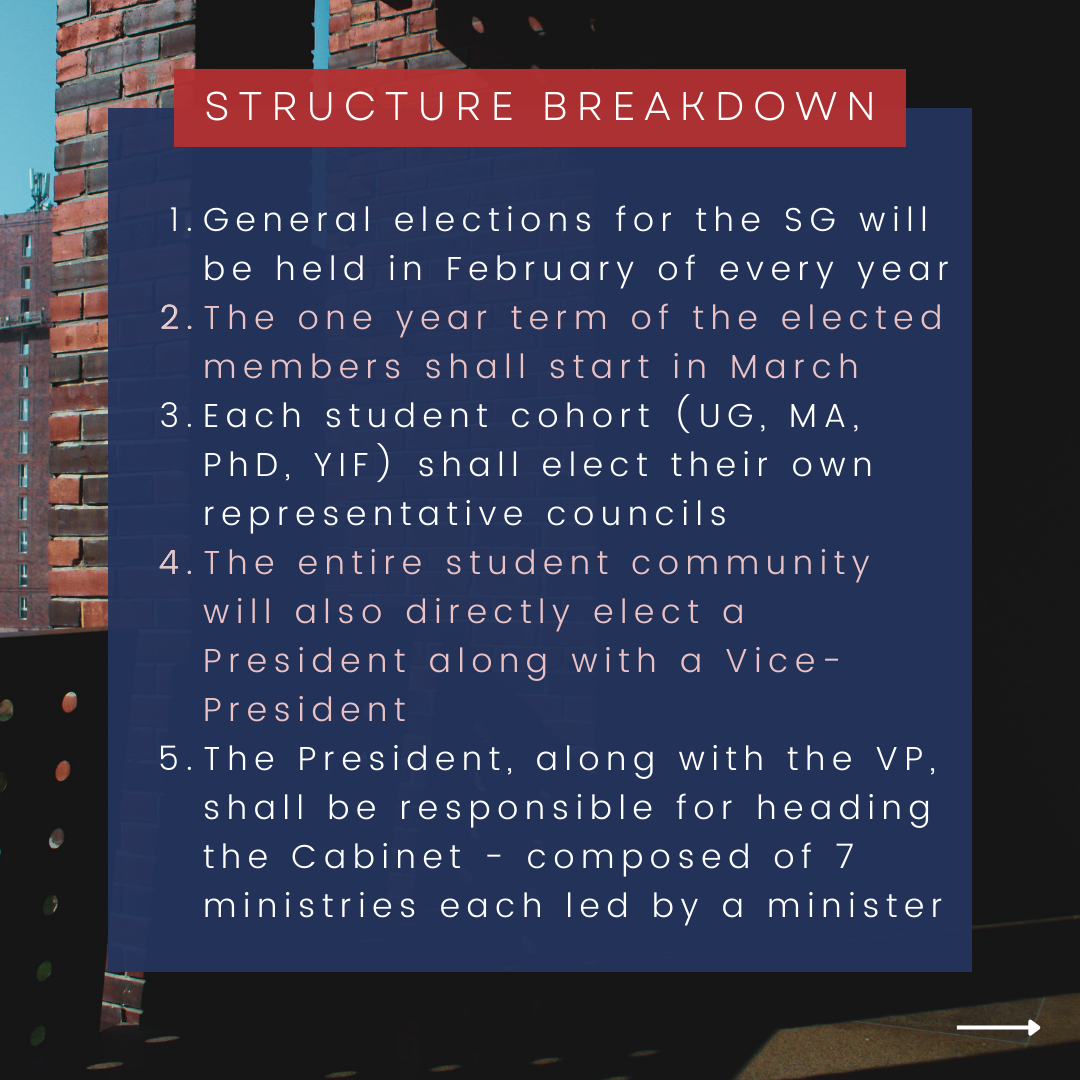 STRUCTURE BREAKDOWN
1. General elections for the SG will
be held in February of every year
2. The one year term of the elected
members shall start in March
3. Each student cohort (UG, MA,
PhD, YIF) shall elect their own
representative councils
4. The entire student community
will also directly elect a
President along with a Vice-
President
5. The President, along with the VP,
shall be responsible for heading
the Cabinet - composed of 7
ministries each led by a minister